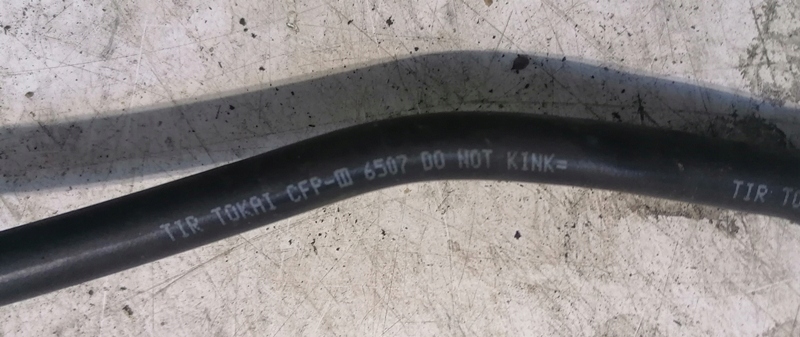 TIR TOKAI CFP-Ⅲ 6507 DO NOT KINK= TIR TO